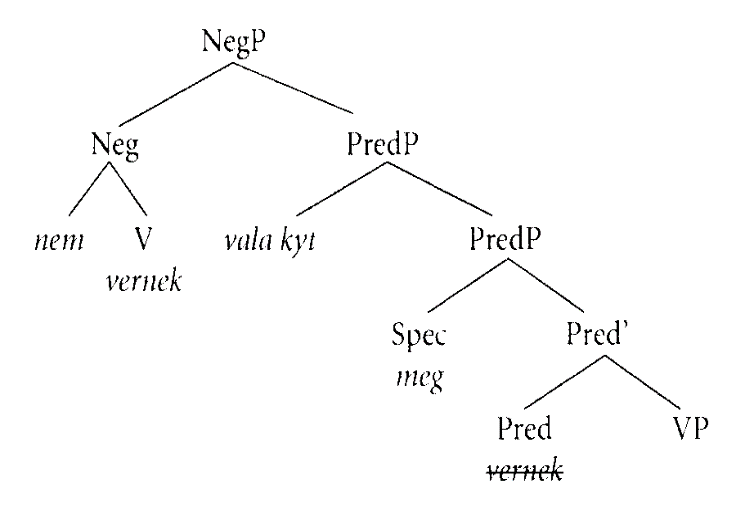 NegP
Neg PredP
nem V vala kyt PredP
vernek
Spec Pred’
meg
Pred VP
vernek